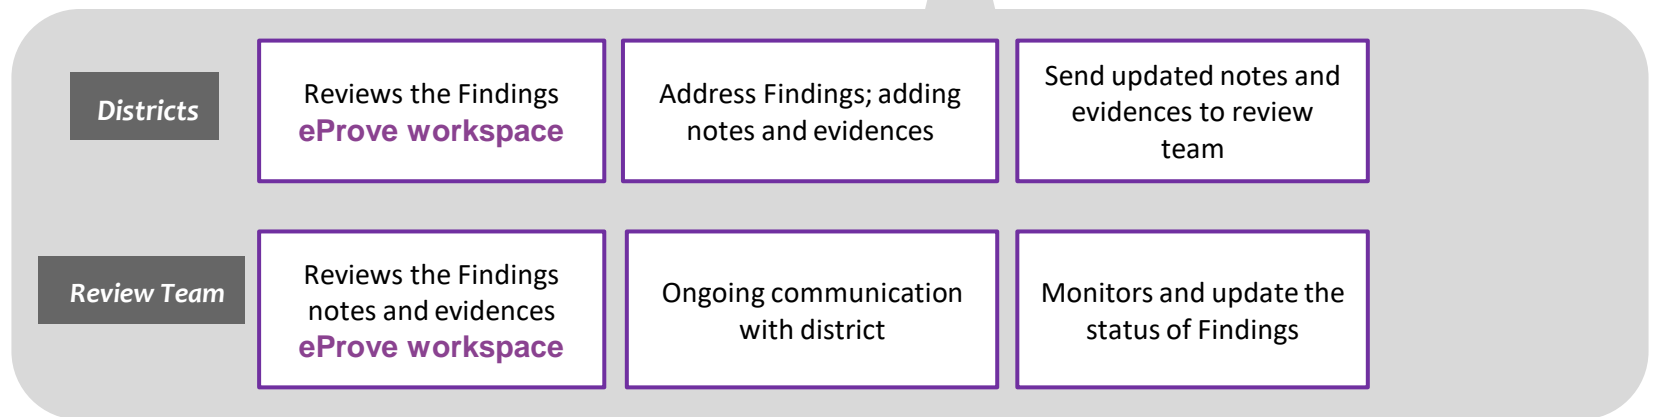 Districts
Reviews the Findings
eProve workspace
Address Findings; adding
notes and evidences
Send updated notes and
evidences to review
team
Review Team
Reviews the Findings
notes and evidences
eProve workspace
Ongoing communication
with district
Monitors and update the
status of Findings